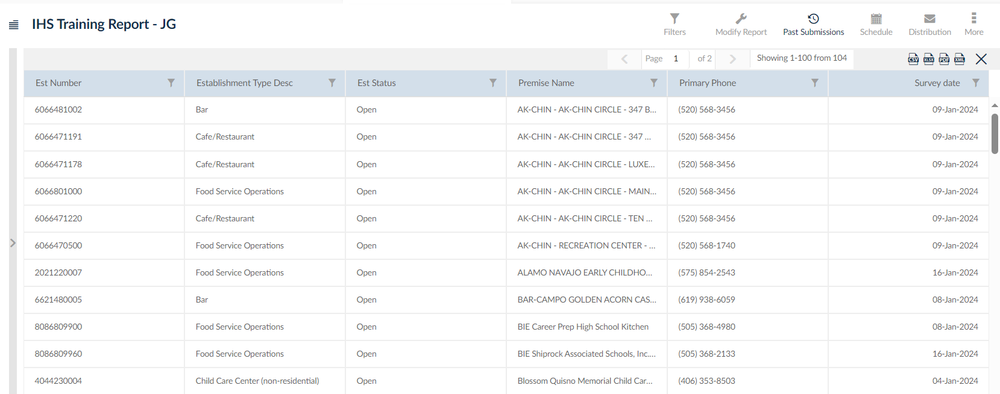 IHS Training Report - JG
Filters
Modify Report
Past Submissions
Schedule
Distribution
More
Page 1 of 2
Showing 1-100 from 104
CSV XLSX PDF XML
Est Number Establishment Type Desc Est Status Premise Name Primary Phone Survey date
6066481002 Bar Open AK-CHIN - AK-CHIN CIRCLE - 347 B... (520) 568-3456 09-Jan-2024
6066471191 Cafe/Restaurant Open AK-CHIN - AK-CHIN CIRCLE - 347 ... (520) 568-3456 09-Jan-2024
6066471178 Cafe/Restaurant Open AK-CHIN - AK-CHIN CIRCLE - LUXE... (520) 568-3456 09-Jan-2024
6066801000 Food Service Operations Open AK-CHIN - AK-CHIN CIRCLE - MAIN... (520) 568-3456 09-Jan-2024
6066471220 Cafe/Restaurant Open AK-CHIN - AK-CHIN CIRCLE - TEN ... (520) 568-3456 09-Jan-2024
6066470500 Food Service Operations Open AK-CHIN - RECREATION CENTER - ... (520) 568-1740 09-Jan-2024
2021220007 Food Service Operations Open ALAMO NAVAJO EARLY CHILDHO... (575) 854-2543 16-Jan-2024
6621480005 Bar Open BAR-CAMPO GOLDEN ACORN CAS... (619) 938-6059 08-Jan-2024
8086809900 Food Service Operations Open BIE Career Prep High School Kitchen (505) 368-4980 08-Jan-2024
8086809960 Food Service Operations Open BIE Shiprock Associated Schools, Inc.... (505) 368-2133 16-Jan-2024
4044230004 Child Care Center (non-residential) Open Blossom Quisno Memorial Child Car... (406) 353-8503 04-Jan-2024